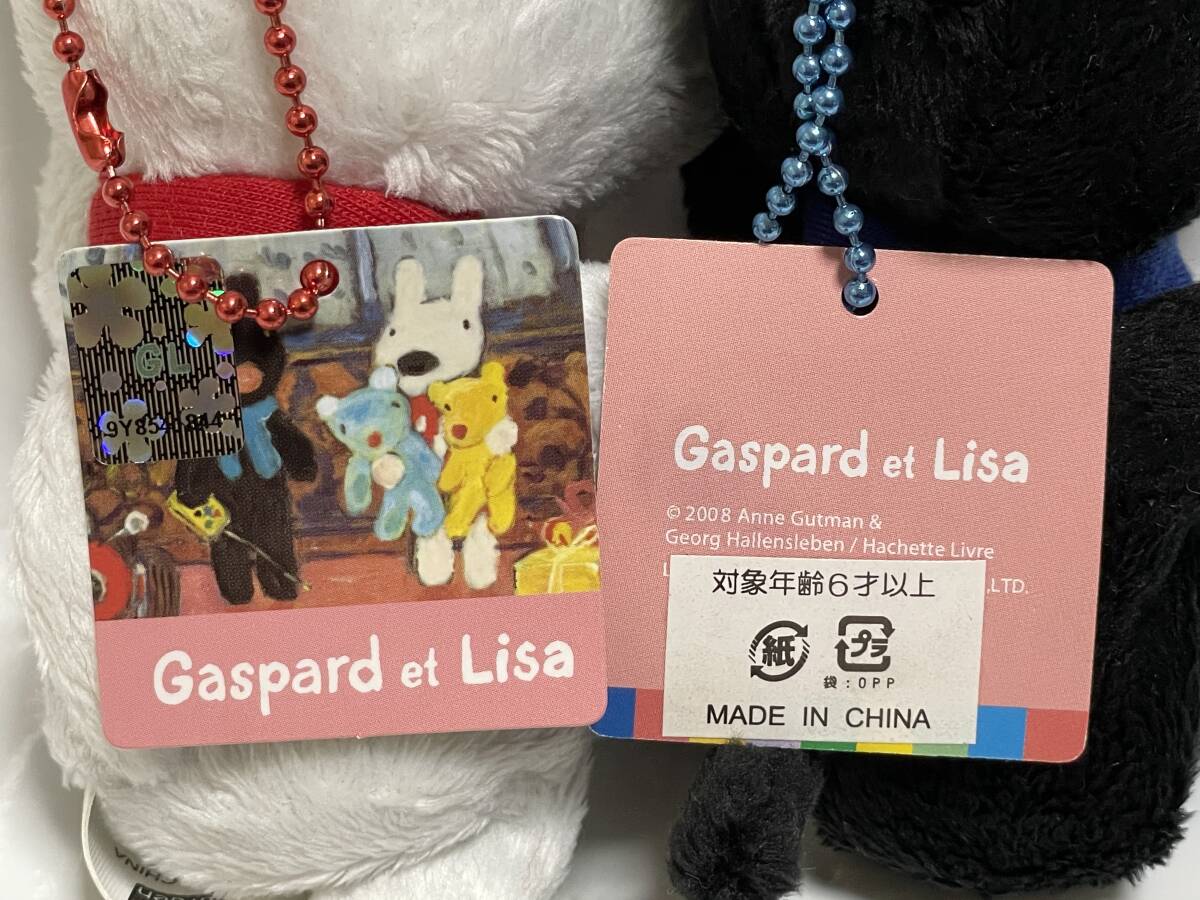 GL
Gaspard et Lisa
Gaspard et Lisa
© 2008 Anne Gutman &
Georg Hallensleben / Hachette Livre
,LTD.
対象年齢6才以上
紙
プラ
袋:OPP
MADE IN CHINA
CHINA